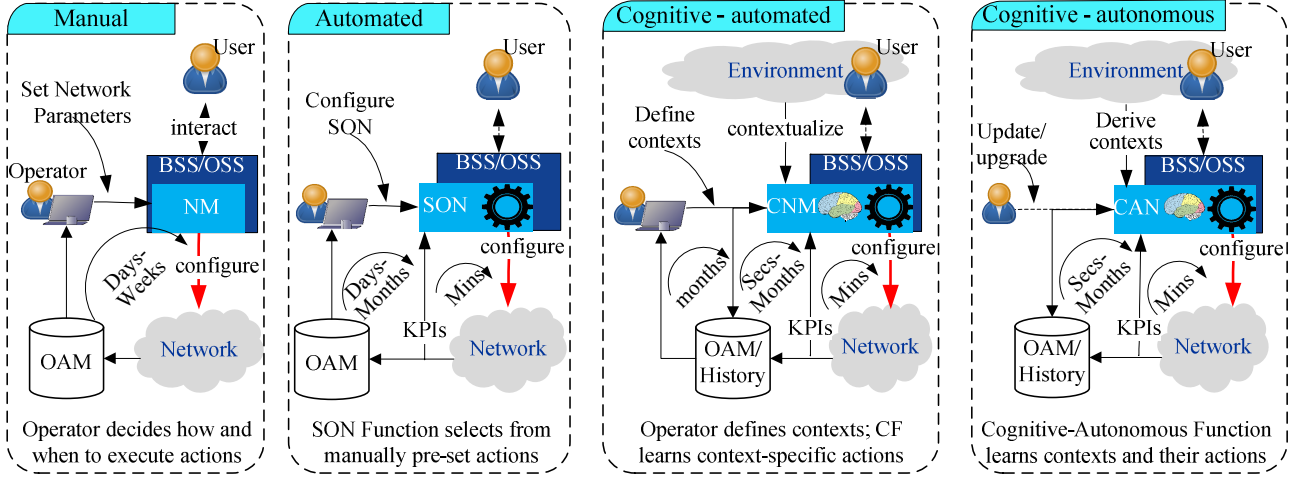 Manual
User
Set Network
Parameters
interact
BSS/OSS
Operator
NM
configure
Days-
Weeks
OAM
Network
Operator decides how and
when to execute actions
Automated
User
Configure
SON
BSS/OSS
SON
configure
Days-
Months
Mins
KPIs
OAM
Network
SON Function selects from
manually pre-set actions
Cognitive - automated
User
Environment
Define
contexts
contextualize
BSS/OSS
CNM
configure
months
Secs-
Months
Mins
KPIs
OAM/
History
Network
Operator defines contexts; CF
learns context-specific actions
Cognitive - autonomous
User
Environment
Update/
upgrade
Derive
contexts
BSS/OSS
CAN
configure
Secs-
Months
Mins
KPIs
OAM/
History
Network
Cognitive-Autonomous Function
learns contexts and their actions